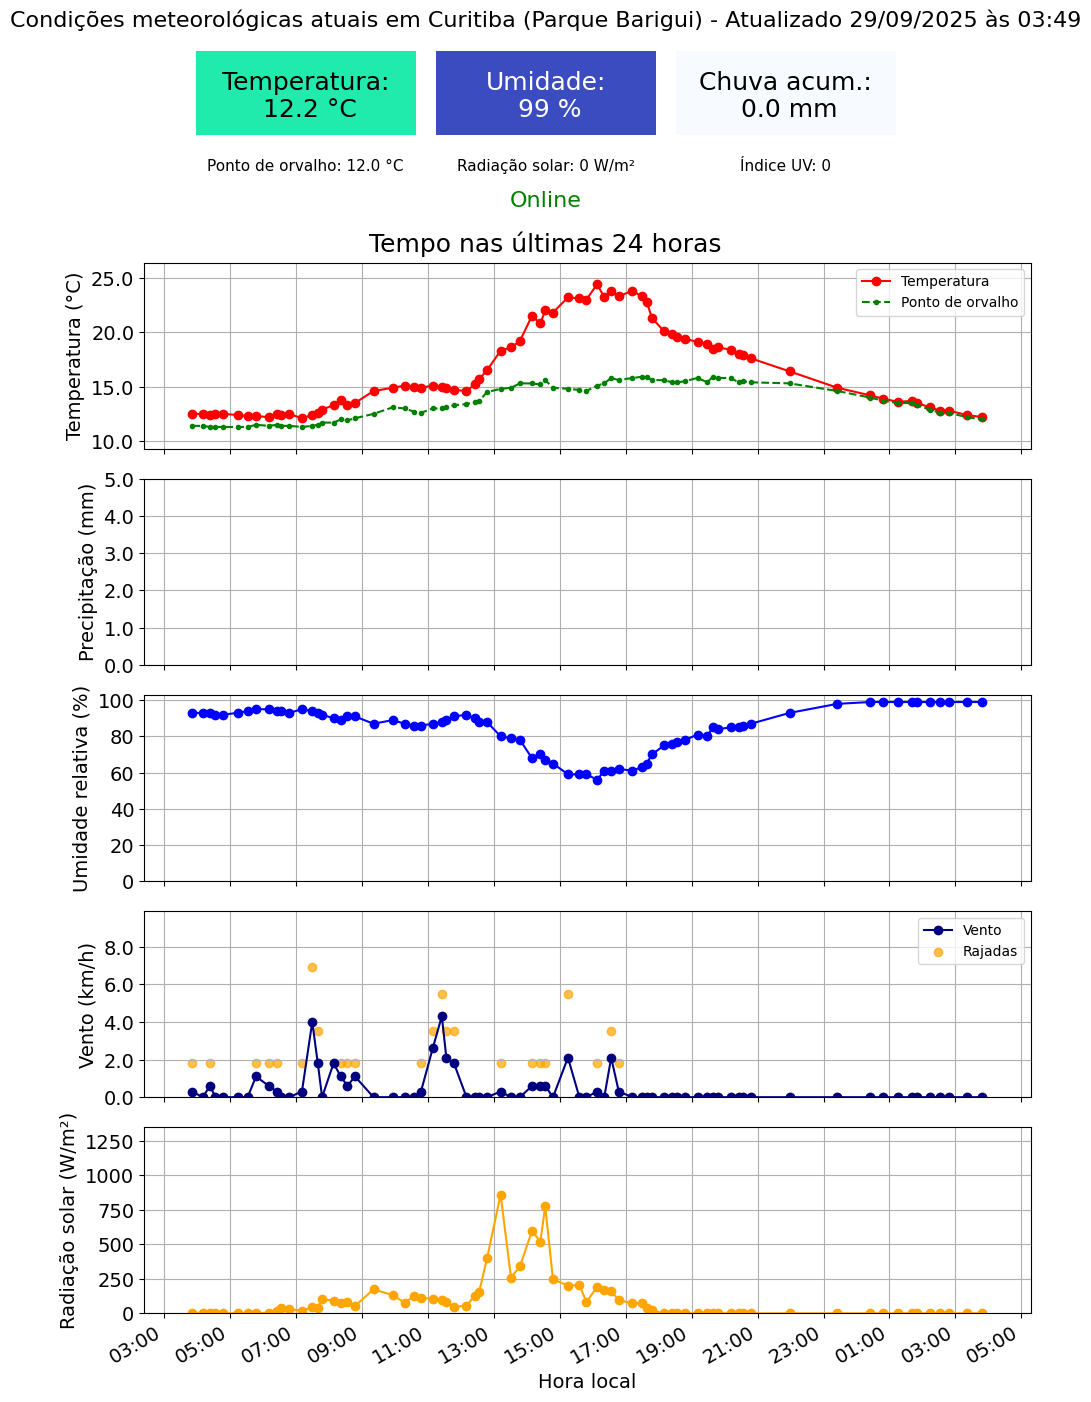 Condições meteorológicas atuais em Curitiba (Parque Barigui) - Atualizado 29/09/2025 às 03:49
Temperatura:
12.2 °C
Umidade:
99 %
Chuva acum.:
0.0 mm
Ponto de orvalho: 12.0 °C
Radiação solar: 0 W/m²
Índice UV: 0
Online
Tempo nas últimas 24 horas
Temperatura (°C)
25.0
20.0
15.0
10.0
Temperatura
Ponto de orvalho
Precipitação (mm)
5.0
4.0
3.0
2.0
1.0
0.0
Umidade relativa (%)
100
80
60
40
20
0
Vento (km/h)
8.0
6.0
4.0
2.0
0.0
Vento
Rajadas
Radiação solar (W/m²)
1250
1000
750
500
250
0
03:00
05:00
07:00
09:00
11:00
13:00
15:00
17:00
19:00
21:00
23:00
01:00
03:00
05:00
Hora local